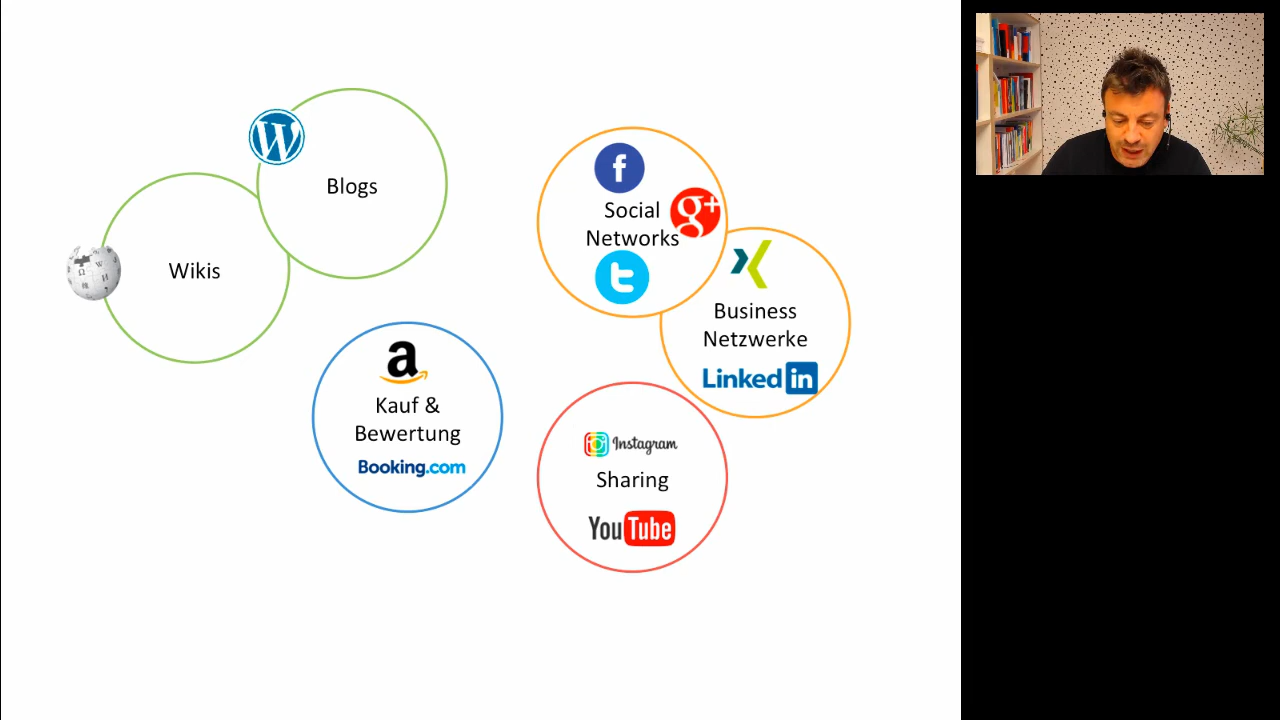 Blogs
Wikis
f
Social
g+
Networks
t
Business
Netzwerke
Linked in
a
Kauf &
Bewertung
Booking.com
Instagram
Sharing
YouTube
W